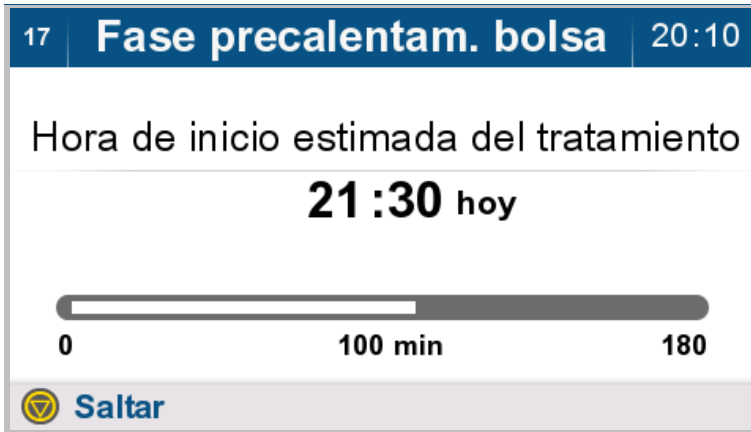 17 Fase precalentam. bolsa 20:10
Hora de inicio estimada del tratamiento
21:30 hoy
0 100 min 180
Saltar